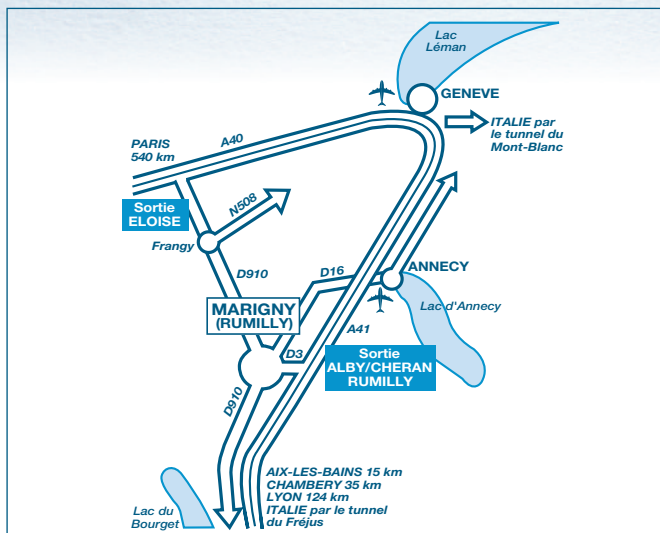 Lac
Léman
GENEVE
ITALIE par
le tunnel du
Mont-Blanc
A40
PARIS
540 km
Sortie
ELOISE
N508
Frangy
D910
D16
ANNECY
MARIGNY
(RUMILLY)
Lac d'Annecy
A41
D3
Sortie
ALBY/CHERAN
RUMILLY
D910
AIX-LES-BAINS 15 km
CHAMBERY 35 km
LYON 124 km
ITALIE par le tunnel
du Fréjus
Lac du
Bourget